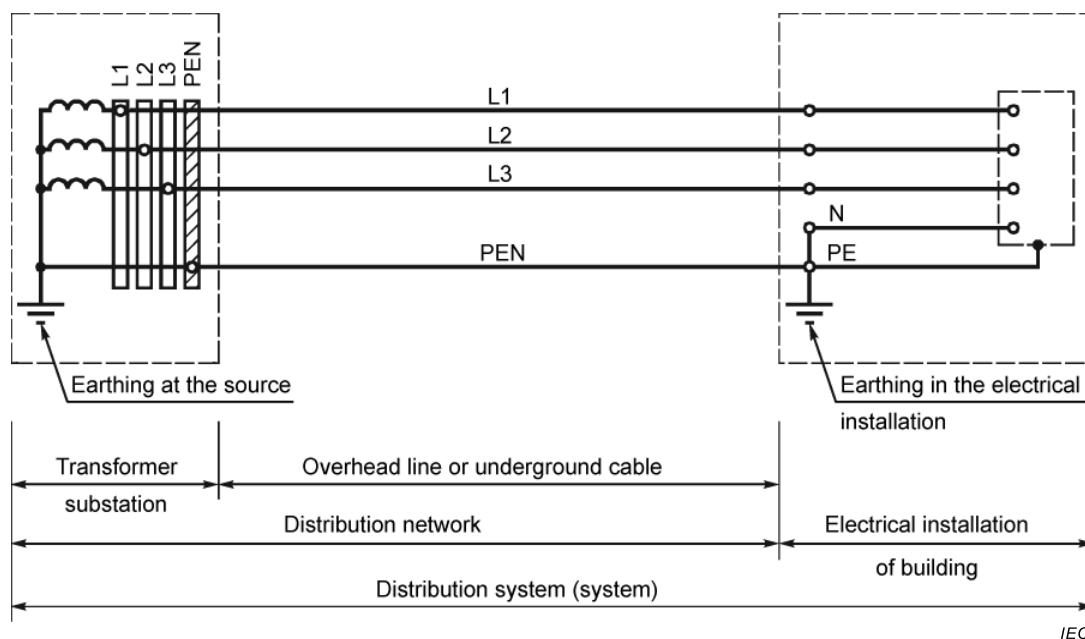 L1
L2
L3
PEN
L1
L2
L3
N
PEN
PE
Earthing at the source
Earthing in the electrical
installation
Transformer
substation
Overhead line or underground cable
Distribution network
Electrical installation
of building
Distribution system (system)
IEC